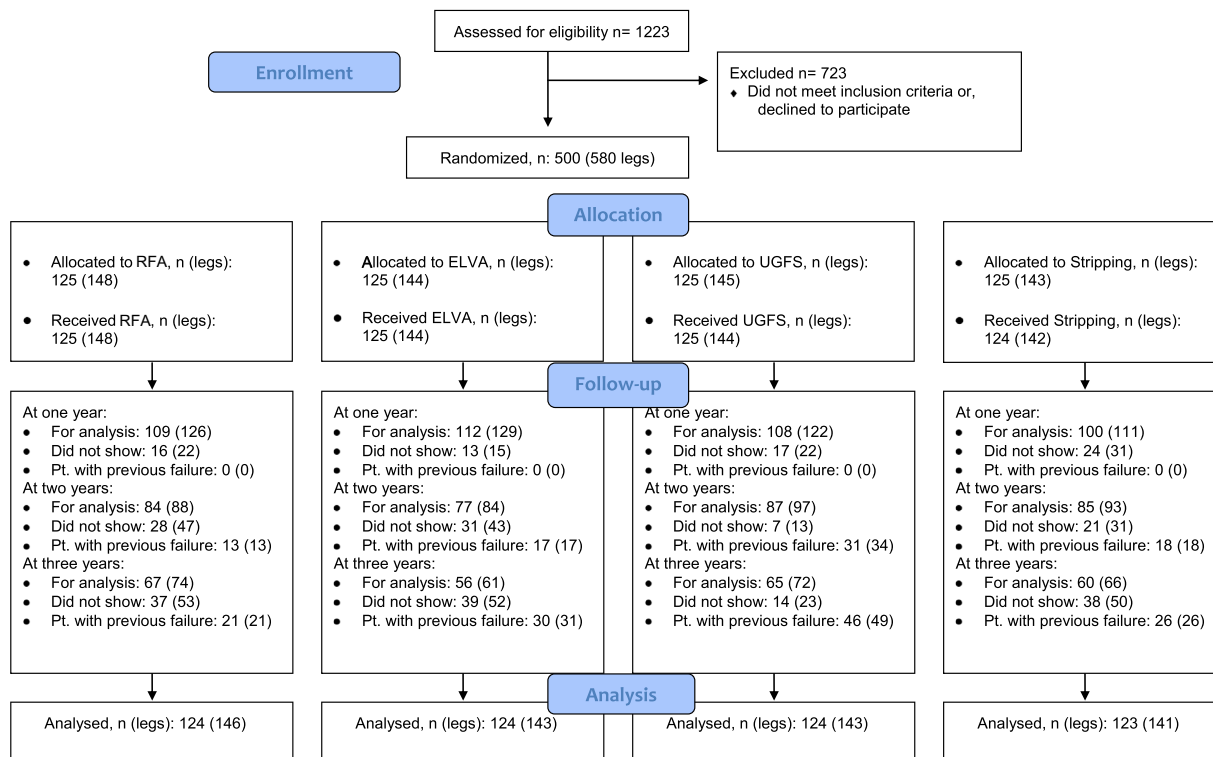 Assessed for eligibility n= 1223
Enrollment
Excluded n= 723
♦ Did not meet inclusion criteria or,
declined to participate
Randomized, n: 500 (580 legs)
Allocation
● Allocated to RFA, n (legs):
125 (148)
● Received RFA, n (legs):
125 (148)
● Allocated to ELVA, n (legs):
125 (144)
● Received ELVA, n (legs):
125 (144)
● Allocated to UGFS, n (legs):
125 (145)
● Received UGFS, n (legs):
125 (144)
● Allocated to Stripping, n (legs):
125 (143)
● Received Stripping, n (legs):
124 (142)
Follow-up
At one year:
● For analysis: 109 (126)
● Did not show: 16 (22)
● Pt. with previous failure: 0 (0)
At two years:
● For analysis: 84 (88)
● Did not show: 28 (47)
● Pt. with previous failure: 13 (13)
At three years:
● For analysis: 67 (74)
● Did not show: 37 (53)
● Pt. with previous failure: 21 (21)
At one year:
● For analysis: 112 (129)
● Did not show: 13 (15)
● Pt. with previous failure: 0 (0)
At two years:
● For analysis: 77 (84)
● Did not show: 31 (43)
● Pt. with previous failure: 17 (17)
At three years:
● For analysis: 56 (61)
● Did not show: 39 (52)
● Pt. with previous failure: 30 (31)
At one year:
● For analysis: 108 (122)
● Did not show: 17 (22)
● Pt. with previous failure: 0 (0)
At two years:
● For analysis: 87 (97)
● Did not show: 7 (13)
● Pt. with previous failure: 31 (34)
At three years:
● For analysis: 65 (72)
● Did not show: 14 (23)
● Pt. with previous failure: 46 (49)
At one year:
● For analysis: 100 (111)
● Did not show: 24 (31)
● Pt. with previous failure: 0 (0)
At two years:
● For analysis: 85 (93)
● Did not show: 21 (31)
● Pt. with previous failure: 18 (18)
At three years:
● For analysis: 60 (66)
● Did not show: 38 (50)
● Pt. with previous failure: 26 (26)
Analysis
Analysed, n (legs): 124 (146)
Analysed, n (legs): 124 (143)
Analysed, n (legs): 124 (143)
Analysed, n (legs): 123 (141)